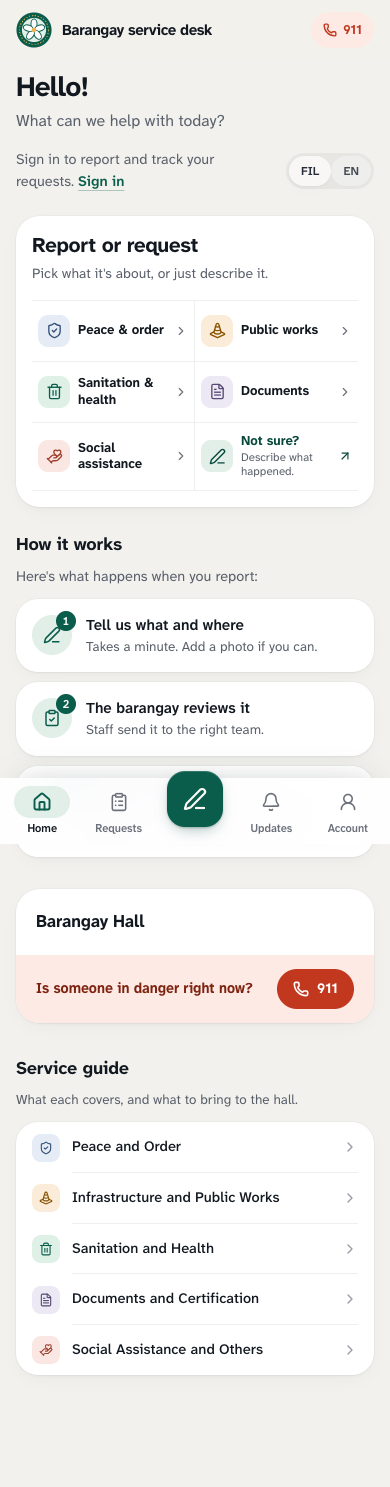 Barangay service desk
911
Hello!
What can we help with today?
Sign in to report and track your
requests. Sign in
FIL
EN
Report or request
Pick what it's about, or just describe it.
Peace & order
Public works
Sanitation &
health
Documents
Social
assistance
Not sure?
Describe what
happened.
How it works
Here's what happens when you report:
1
Tell us what and where
Takes a minute. Add a photo if you can.
2
The barangay reviews it
Staff send it to the right team.
Home
Requests
Updates
Account
Barangay Hall
Is someone in danger right now?
911
Service guide
What each covers, and what to bring to the hall.
Peace and Order
Infrastructure and Public Works
Sanitation and Health
Documents and Certification
Social Assistance and Others